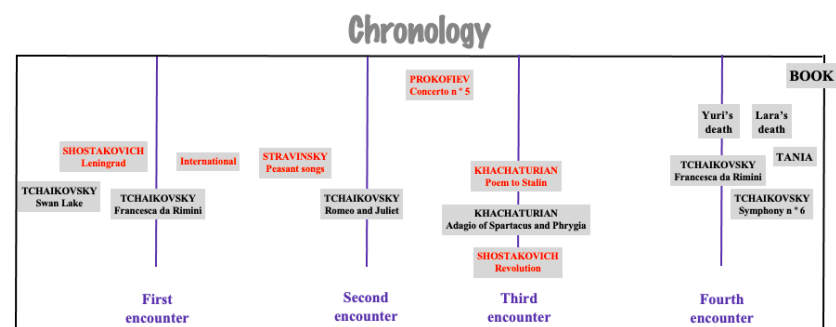 Chronology
BOOK
PROKOFIEV
Concerto n º 5
Yuri's
death
Lara's
death
SHOSTAKOVICH
Leningrad
International
STRAVINSKY
Peasant songs
KHACHATURIAN
Poem to Stalin
TCHAIKOVSKY
Francesca da Rimini
TANIA
TCHAIKOVSKY
Swan Lake
TCHAIKOVSKY
Francesca da Rimini
TCHAIKOVSKY
Romeo and Juliet
KHACHATURIAN
Adagio of Spartacus and Phrygia
TCHAIKOVSKY
Symphony n º 6
SHOSTAKOVICH
Revolution
First
encounter
Second
encounter
Third
encounter
Fourth
encounter